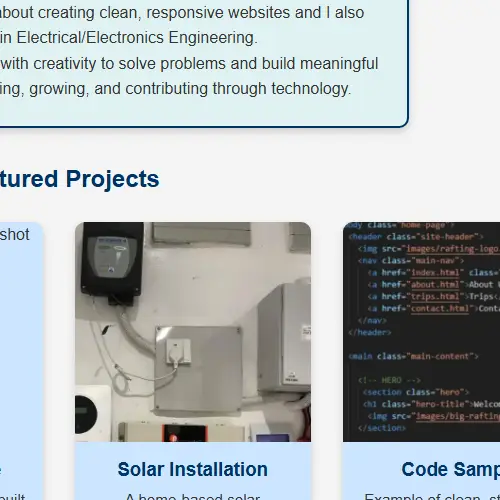 about creating clean, responsive websites and I also
in Electrical/Electronics Engineering.
with creativity to solve problems and build meaningful
ing, growing, and contributing through technology.
tured Projects
shot
body class="home-page">
<header class="site-header">
<img src="images/rafting-logo
<nav class="main-nav">
<a href="index.html" class=
<a href="about.html">About U
<a href="trips.html">Trips
<a href="contact.html">Conta
</nav>
</header>
<main class="main-content">
<!-- HERO -->
<section class="hero">
<h1 class="hero-title">Welcom
<img src="images/big-rafting
</section>
Solar Installation
Code Samp
A home-based solar
Example of clean, st
built